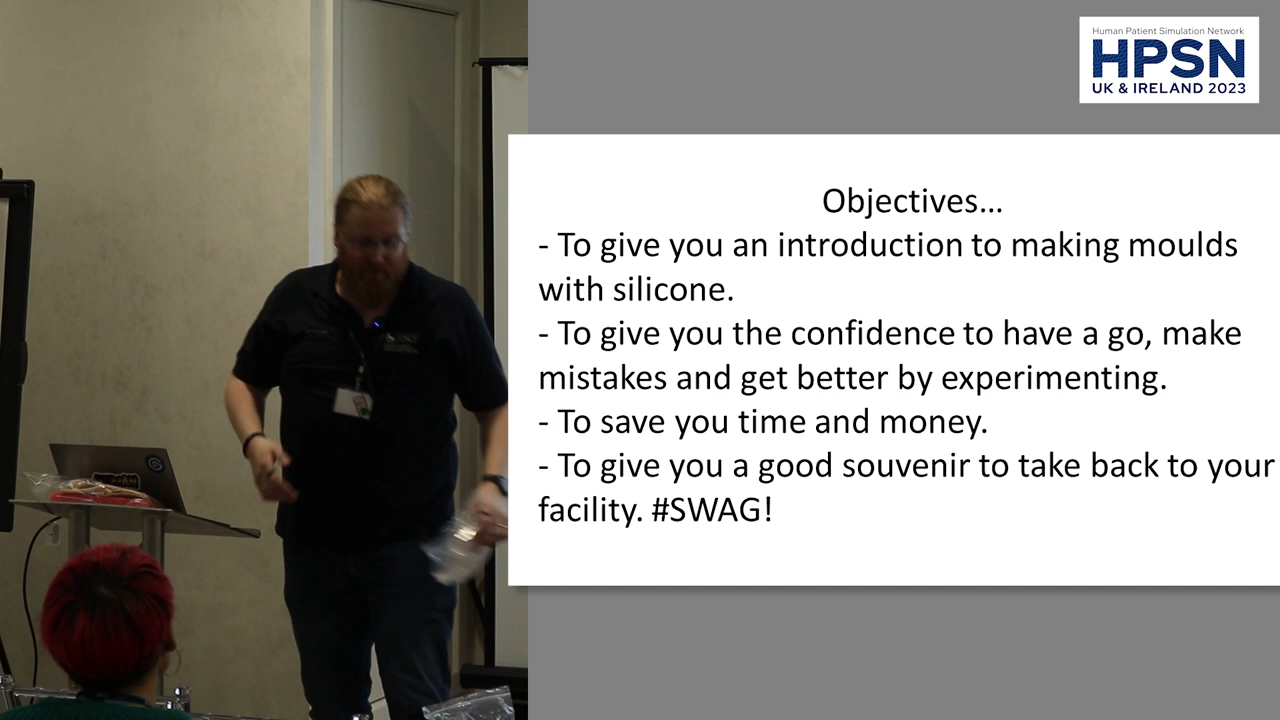 Human Patient Simulation Network
HPSN
UK & IRELAND 2023
Objectives...
- To give you an introduction to making moulds
with silicone.
- To give you the confidence to have a go, make
mistakes and get better by experimenting.
- To save you time and money.
- To give you a good souvenir to take back to your
facility. #SWAG!